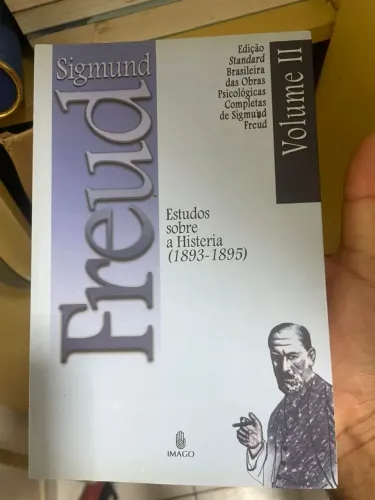 Sigmund
Freud
Edição
Standard
Brasileira
das Obras
Psicológicas
Completas
de Sigmund
Freud
Volume II
Estudos
sobre
a Histeria
(1893-1895)
IMAGO